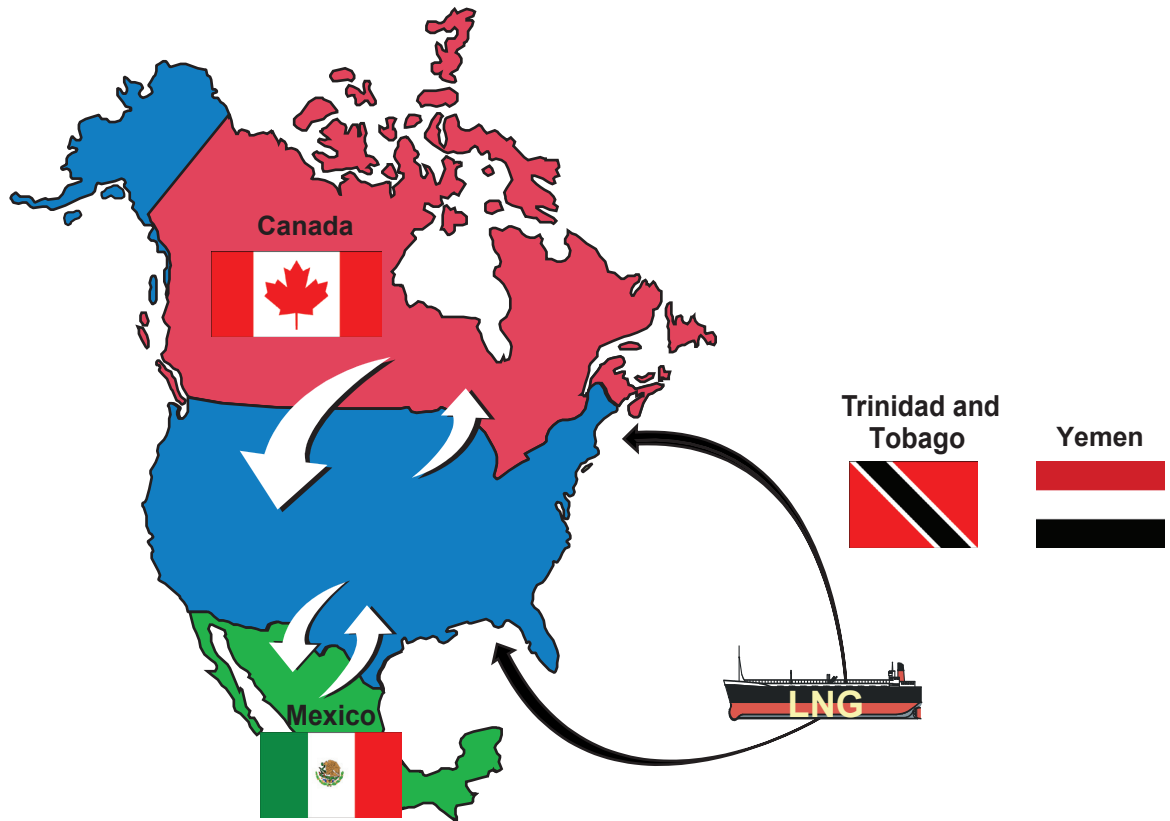 Canada
Trinidad and
Tobago
Yemen
LNG
Mexico